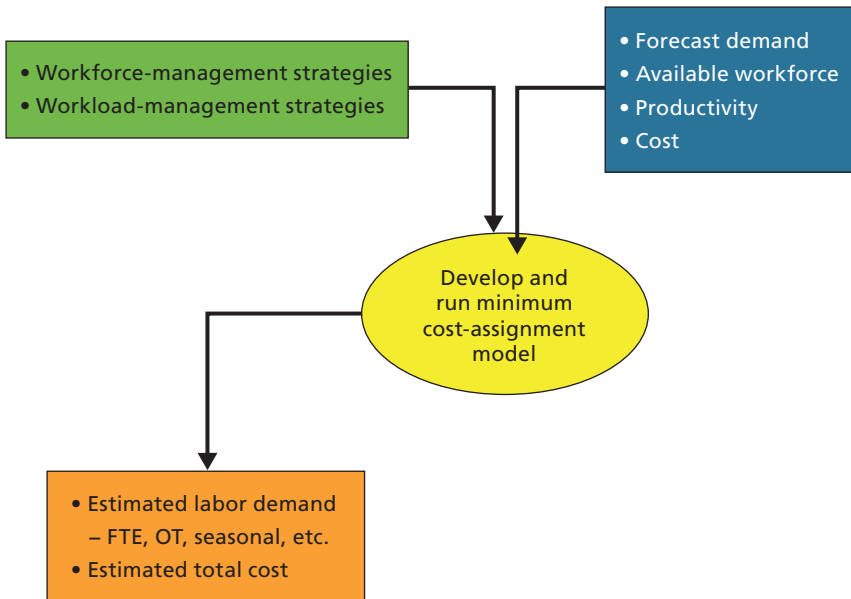 • Workforce-management strategies
• Workload-management strategies
• Forecast demand
• Available workforce
• Productivity
• Cost
Develop and
run minimum
cost-assignment
model
• Estimated labor demand
– FTE, OT, seasonal, etc.
• Estimated total cost